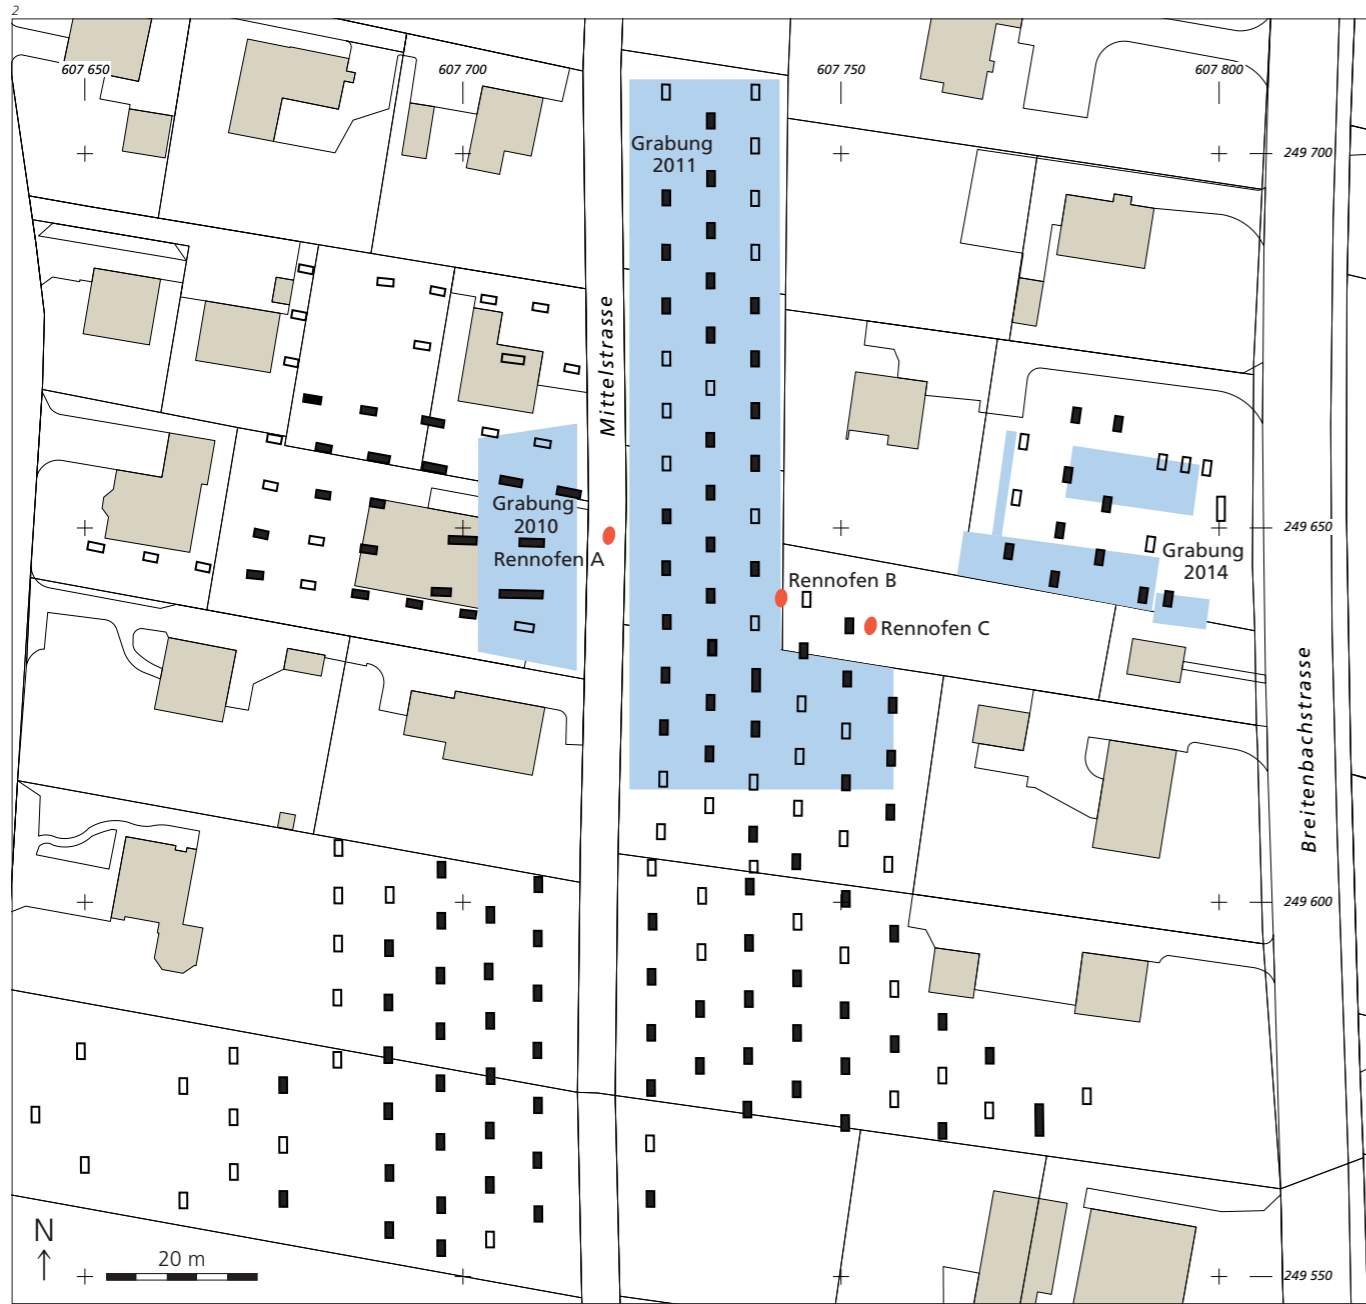 2
607 650
607 700
607 750
607 800
Grabung
2011
249 700
Mittelstrasse
Grabung
2010
Rennofen A
249 650
Grabung
2014
Rennofen B
Rennofen C
Breitenbachstrasse
249 600
N
20 m
249 550